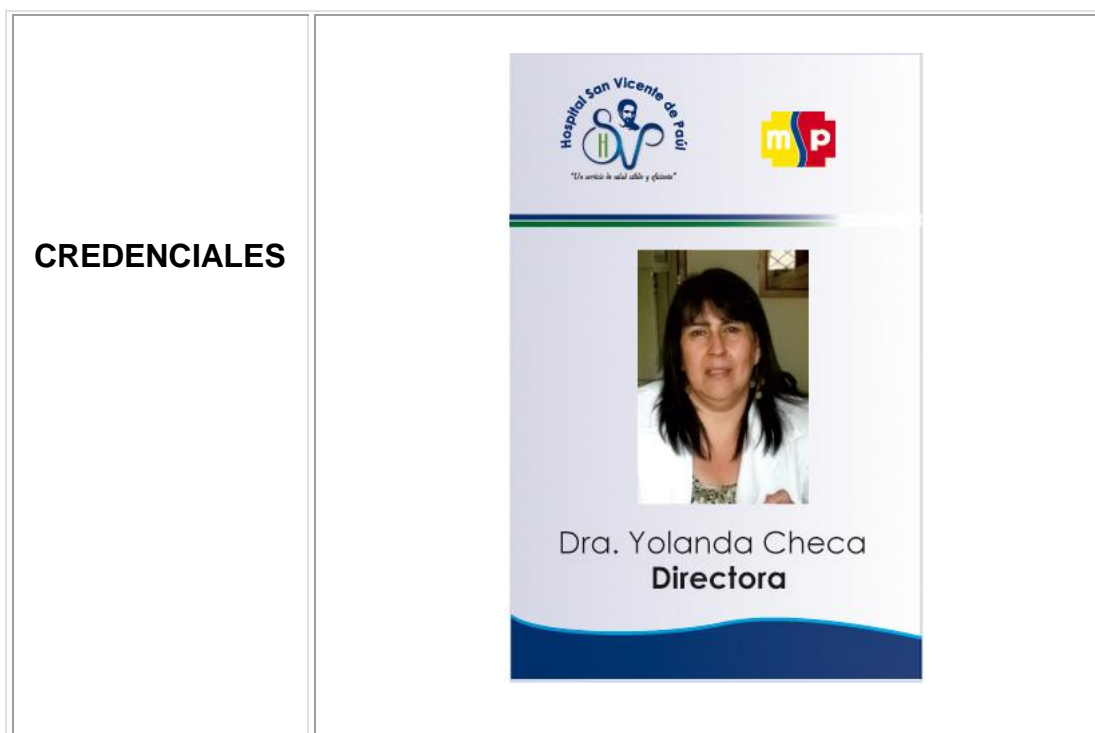 CREDENCIALES
Hospital San Vicente de Paúl
HSVP
"Un servicio de salud cálido y eficiente"
msp
Dra. Yolanda Checa
Directora